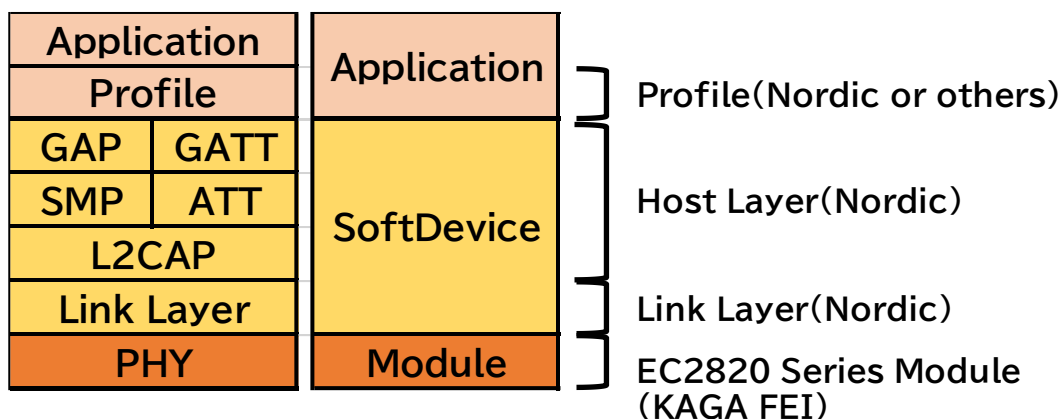 Application
Profile
GAP GATT
SMP ATT
L2CAP
Link Layer
PHY
Application
SoftDevice
Module
Profile(Nordic or others)
Host Layer(Nordic)
Link Layer(Nordic)
EC2820 Series Module
(KAGA FEI)